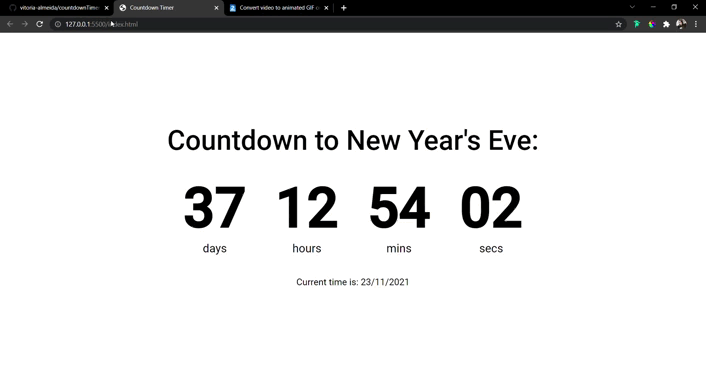 vitoria-almeida/countdownTimer
Countdown Timer
Convert video to animated GIF o
127.0.0.1:5500/index.html
Countdown to New Year's Eve:
37 12 54 02
days hours mins secs
Current time is: 23/11/2021